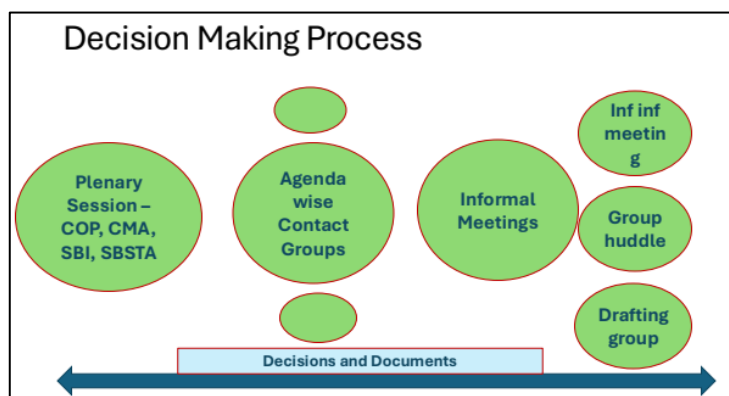 Decision Making Process
Plenary
Session –
COP, CMA,
SBI, SBSTA
Agenda
wise
Contact
Groups
Informal
Meetings
Inf inf
meetin
g
Group
huddle
Drafting
group
Decisions and Documents